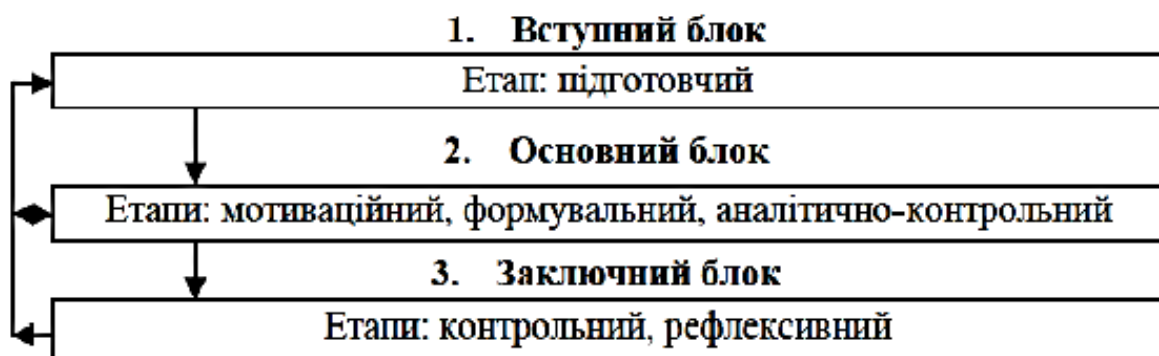 1. Вступний блок
Етап: підготовчий
2. Основний блок
Етапи: мотиваційний, формувальний, аналітично-контрольний
3. Заключний блок
Етапи: контрольний, рефлексивний